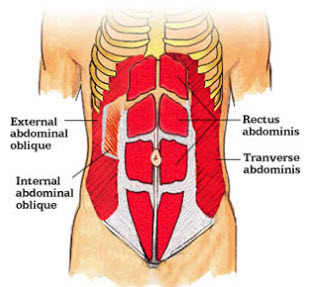 External
abdominal
oblique
Internal
abdominal
oblique
Rectus
abdominis
Tranverse
abdominis